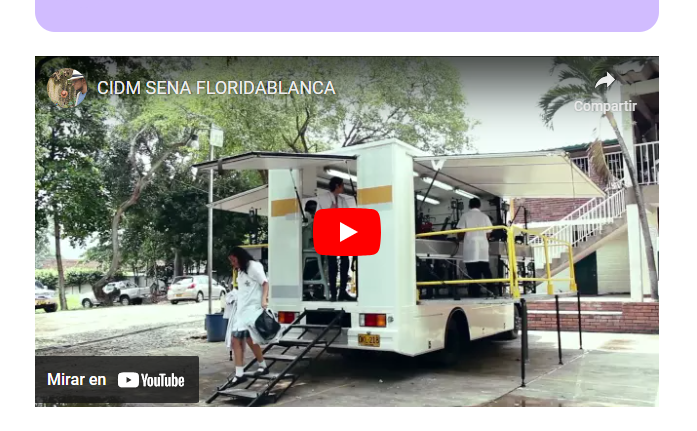 CIDM SENA FLORIDABLANCA
Compartir
Mirar en YouTube